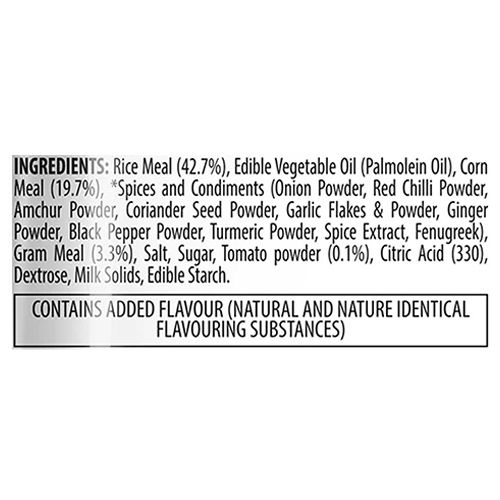 INGREDIENTS: Rice Meal (42.7%), Edible Vegetable Oil (Palmolein Oil), Corn
Meal (19.7%), *Spices and Condiments (Onion Powder, Red Chilli Powder,
Amchur Powder, Coriander Seed Powder, Garlic Flakes & Powder, Ginger
Powder, Black Pepper Powder, Turmeric Powder, Spice Extract, Fenugreek),
Gram Meal (3.3%), Salt, Sugar, Tomato powder (0.1%), Citric Acid (330),
Dextrose, Milk Solids, Edible Starch.
CONTAINS ADDED FLAVOUR (NATURAL AND NATURE IDENTICAL
FLAVOURING SUBSTANCES)